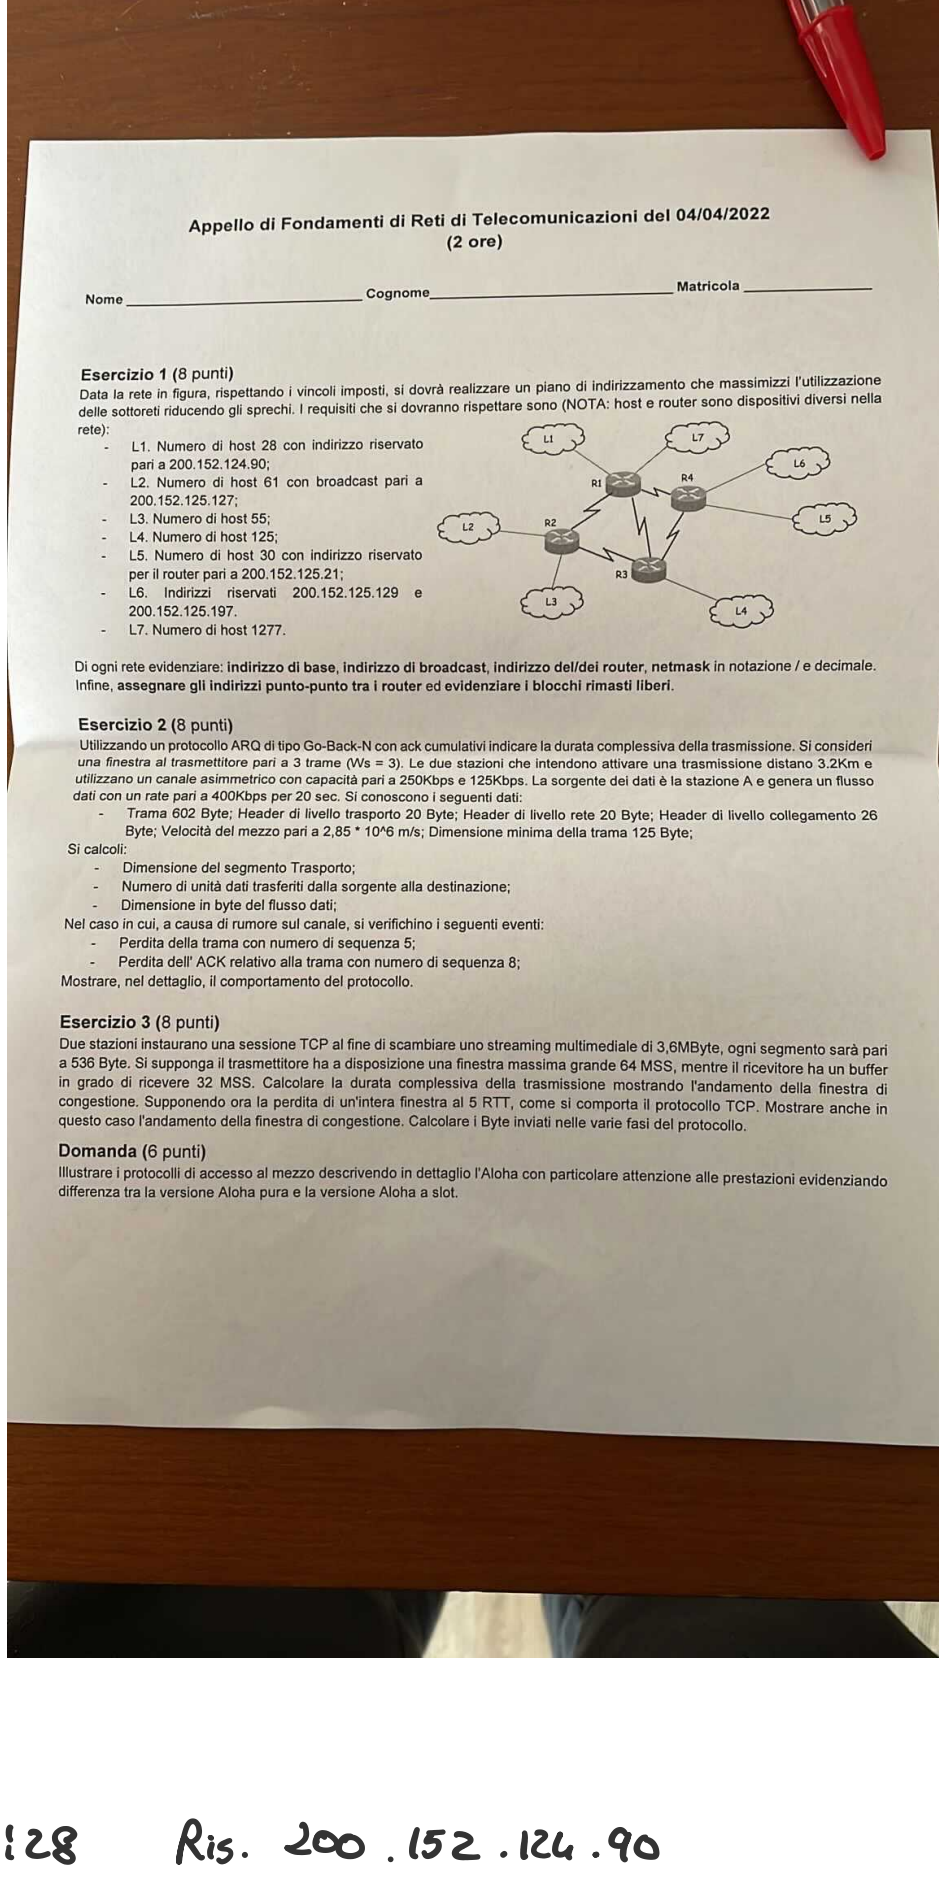 Appello di Fondamenti di Reti di Telecomunicazioni del 04/04/2022
(2 ore)
Nome Cognome Matricola
Esercizio 1 (8 punti)
Data la rete in figura, rispettando i vincoli imposti, si dovrà realizzare un piano di indirizzamento che massimizzi l'utilizzazione
delle sottoreti riducendo gli sprechi. I requisiti che si dovranno rispettare sono (NOTA: host e router sono dispositivi diversi nella
rete):
- L1. Numero di host 28 con indirizzo riservato
pari a 200.152.124.90;
- L2. Numero di host 61 con broadcast pari a
200.152.125.127;
- L3. Numero di host 55;
- L4. Numero di host 125;
- L5. Numero di host 30 con indirizzo riservato
per il router pari a 200.152.125.21;
- L6. Indirizzi riservati 200.152.125.129 e
200.152.125.197.
- L7. Numero di host 1277.
L1
L7
L6
R1
R4
L5
L2
R2
R3
L3
L4
Di ogni rete evidenziare: indirizzo di base, indirizzo di broadcast, indirizzo del/dei router, netmask in notazione / e decimale.
Infine, assegnare gli indirizzi punto-punto tra i router ed evidenziare i blocchi rimasti liberi.
Esercizio 2 (8 punti)
Utilizzando un protocollo ARQ di tipo Go-Back-N con ack cumulativi indicare la durata complessiva della trasmissione. Si consideri
una finestra al trasmettitore pari a 3 trame (Ws = 3). Le due stazioni che intendono attivare una trasmissione distano 3.2Km e
utilizzano un canale asimmetrico con capacità pari a 250Kbps e 125Kbps. La sorgente dei dati è la stazione A e genera un flusso
dati con un rate pari a 400Kbps per 20 sec. Si conoscono i seguenti dati:
- Trama 602 Byte; Header di livello trasporto 20 Byte; Header di livello rete 20 Byte; Header di livello collegamento 26
Byte; Velocità del mezzo pari a 2,85 * 10^6 m/s; Dimensione minima della trama 125 Byte;
Si calcoli:
- Dimensione del segmento Trasporto;
- Numero di unità dati trasferiti dalla sorgente alla destinazione;
- Dimensione in byte del flusso dati;
Nel caso in cui, a causa di rumore sul canale, si verifichino i seguenti eventi:
- Perdita della trama con numero di sequenza 5;
- Perdita dell' ACK relativo alla trama con numero di sequenza 8;
Mostrare, nel dettaglio, il comportamento del protocollo.
Esercizio 3 (8 punti)
Due stazioni instaurano una sessione TCP al fine di scambiare uno streaming multimediale di 3,6MByte, ogni segmento sarà pari
a 536 Byte. Si supponga il trasmettitore ha a disposizione una finestra massima grande 64 MSS, mentre il ricevitore ha un buffer
in grado di ricevere 32 MSS. Calcolare la durata complessiva della trasmissione mostrando l'andamento della finestra di
congestione. Supponendo ora la perdita di un'intera finestra al 5 RTT, come si comporta il protocollo TCP. Mostrare anche in
questo caso l'andamento della finestra di congestione. Calcolare i Byte inviati nelle varie fasi del protocollo.
Domanda (6 punti)
Illustrare i protocolli di accesso al mezzo descrivendo in dettaglio l'Aloha con particolare attenzione alle prestazioni evidenziando
differenza tra la versione Aloha pura e la versione Aloha a slot.
: 28 Ris. 200.152.124.90